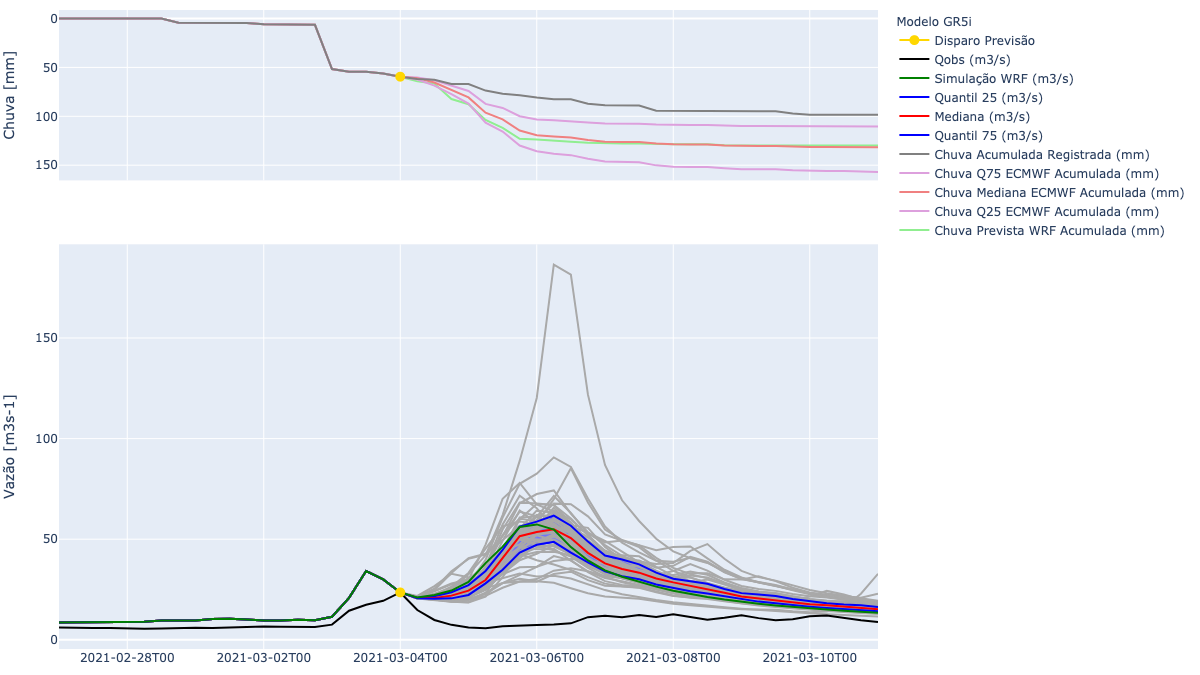 0
50
100
150
Chuva [mm]
Modelo GR5i
Disparo Previsão
Qobs (m3/s)
Simulação WRF (m3/s)
Quantil 25 (m3/s)
Mediana (m3/s)
Quantil 75 (m3/s)
Chuva Acumulada Registrada (mm)
Chuva Q75 ECMWF Acumulada (mm)
Chuva Mediana ECMWF Acumulada (mm)
Chuva Q25 ECMWF Acumulada (mm)
Chuva Prevista WRF Acumulada (mm)
150
100
50
0
Vazão [m3s-1]
2021-02-28T00
2021-03-02T00
2021-03-04T00
2021-03-06T00
2021-03-08T00
2021-03-10T00